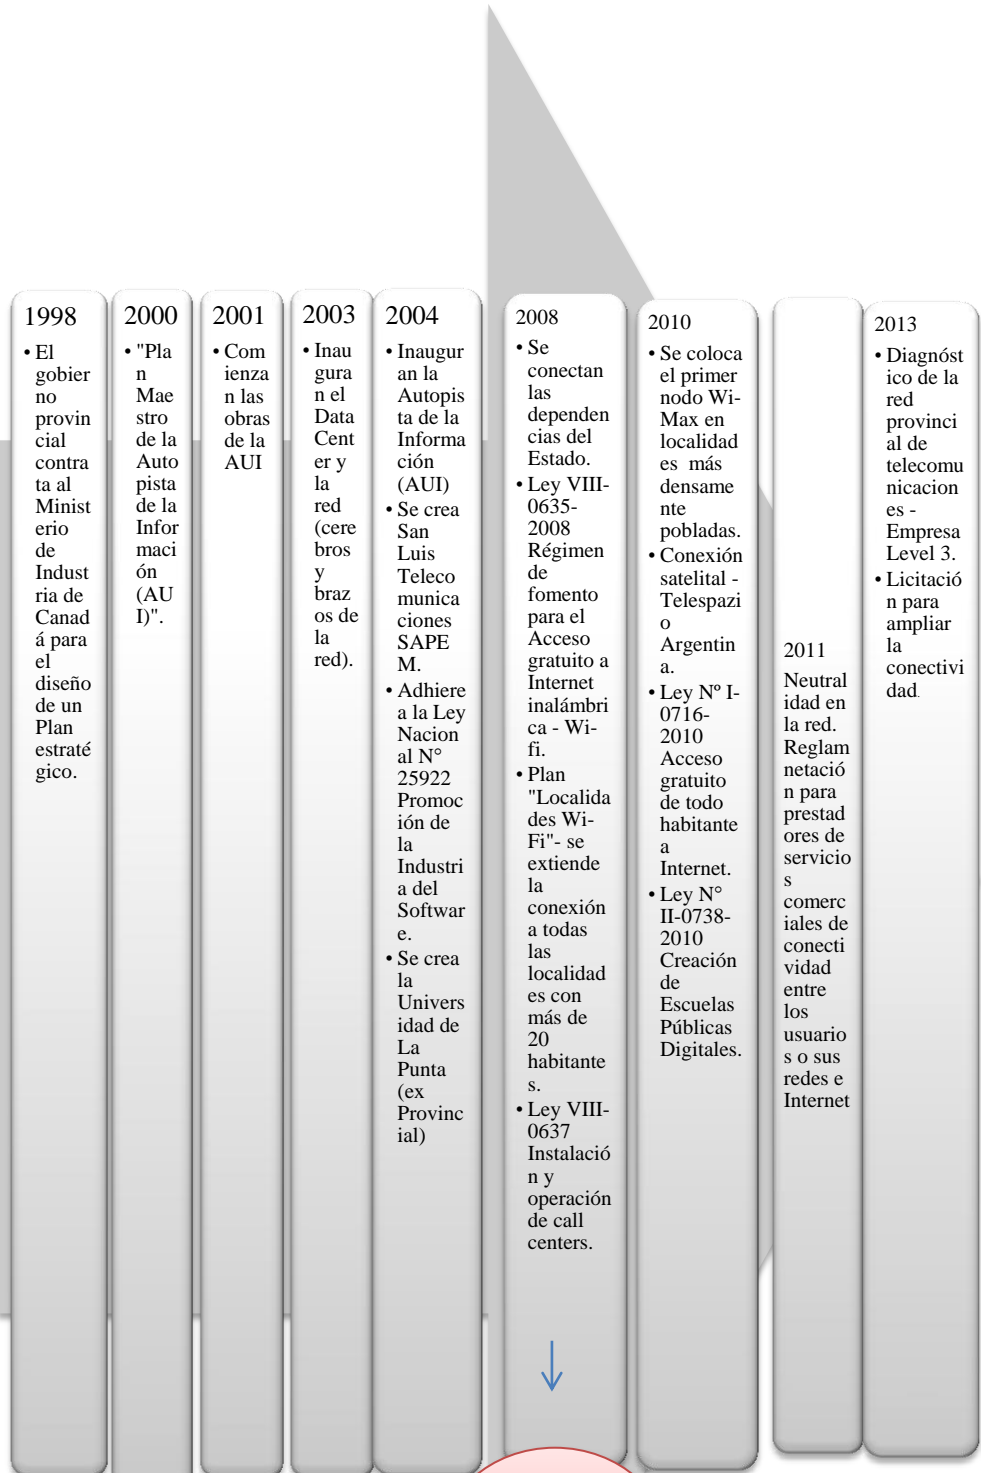 1998
• El
gobier
no
provin
cial
contra
ta al
Minist
erio
de
Indust
ria de
Canad
á para
el
diseño
de un
Plan
estraté
gico.
2000
• "Pla
n
Mae
stro
de la
Auto
pista
de la
Infor
maci
ón
(AU
I)".
2001
• Com
ienza
n las
obras
de la
AUI
2003
• Inau
gura
n el
Data
Cent
er y
la
red
(cere
bros
y
braz
os de
la
red).
2004
• Inaugur
an la
Autopis
ta de la
Informa
ción
(AUI)
• Se crea
San
Luis
Teleco
munica
ciones
SAPE
M.
• Adhiere
a la Ley
Nacion
al N°
25922
Promoc
ión de
la
Industri
a del
Softwar
e.
• Se crea
la
Univers
idad de
La
Punta
(ex
Provinc
ial)
2008
• Se
conectan
las
dependen
cias del
Estado.
• Ley VIII-
0635-
2008
Régimen
de
fomento
para el
Acceso
gratuito a
Internet
inalámbri
ca - Wi-
fi.
• Plan
"Localida
des Wi-
Fi"- se
extiende
la
conexión
a todas
las
localidad
es con
más de
20
habitante
s.
• Ley VIII-
0637
Instalació
n y
operación
de call
centers.
2010
• Se coloca
el primer
nodo Wi-
Max en
localidad
es más
densame
nte
pobladas.
• Conexión
satelital -
Telespazi
o
Argentin
a.
• Ley Nº I-
0716-
2010
Acceso
gratuito
de todo
habitante
a
Internet.
• Ley N°
II-0738-
2010
Creación
de
Escuelas
Públicas
Digitales.
2011
Neutral
idad en
la red.
Reglam
netació
n para
prestad
ores de
servicio
s
comerc
iales de
conecti
vidad
entre
los
usuario
s o sus
redes e
Internet
2013
• Diagnóst
ico de la
red
provinci
al de
telecomu
nicacion
es -
Empresa
Level 3.
• Licitació
n para
ampliar
la
conectivi
dad.